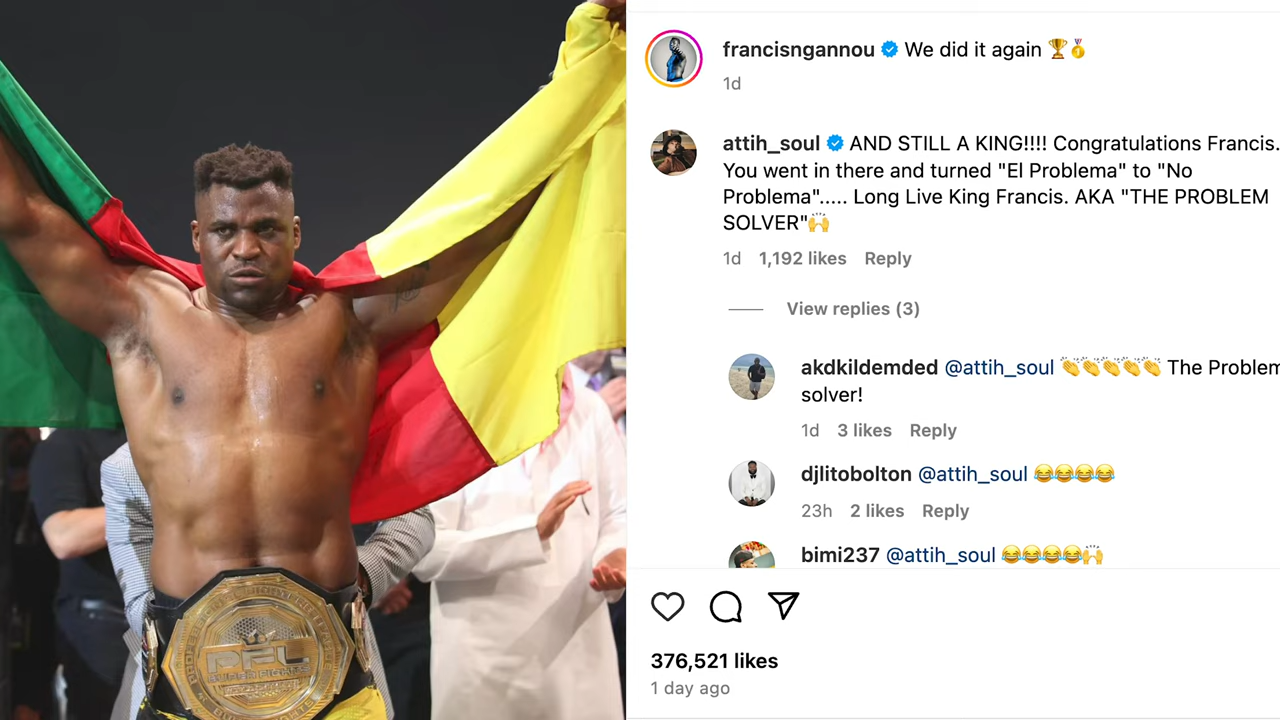 francisngannou We did it again 🏆🥇
1d
attih_soul AND STILL A KING!!!! Congratulations Francis.
You went in there and turned "El Problema" to "No
Problema"..... Long Live King Francis. AKA "THE PROBLEM
SOLVER"🙌
1d 1,192 likes Reply
View replies (3)
akdkildemded @attih_soul 👏👏👏👏👏 The Problem
solver!
1d 3 likes Reply
djlitobolton @attih_soul 😂😂😂😂
23h 2 likes Reply
bimi237 @attih_soul 😂😂😂😂🙌
376,521 likes
1 day ago
PFL
SUPER FIGHTS